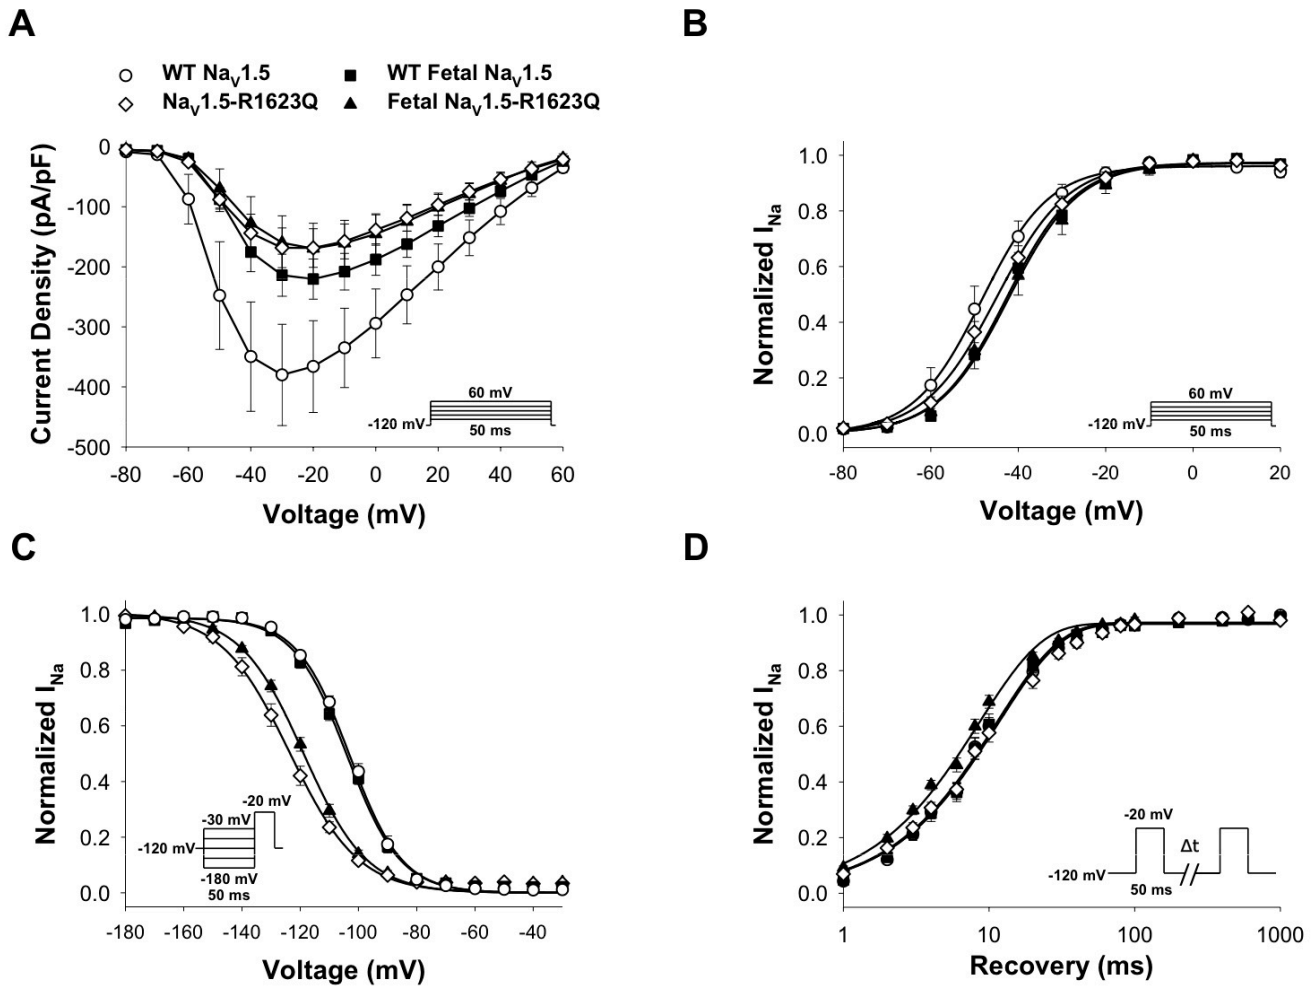 A
WT NaV1.5 WT Fetal NaV1.5
NaV1.5-R1623Q Fetal NaV1.5-R1623Q
0
-100
-200
-300
-400
-500
Current Density (pA/pF)
60 mV
-120 mV
50 ms
-80 -60 -40 -20 0 20 40 60
Voltage (mV)
B
1.0
0.8
0.6
0.4
0.2
0.0
Normalized INa
60 mV
-120 mV
50 ms
-80 -60 -40 -20 0 20
Voltage (mV)
C
1.0
0.8
0.6
0.4
0.2
0.0
Normalized INa
-20 mV
-30 mV
-120 mV
-180 mV
50 ms
-180 -160 -140 -120 -100 -80 -60 -40
Voltage (mV)
D
1.0
0.8
0.6
0.4
0.2
0.0
Normalized INa
-20 mV
Δt
-120 mV
50 ms
1 10 100 1000
Recovery (ms)